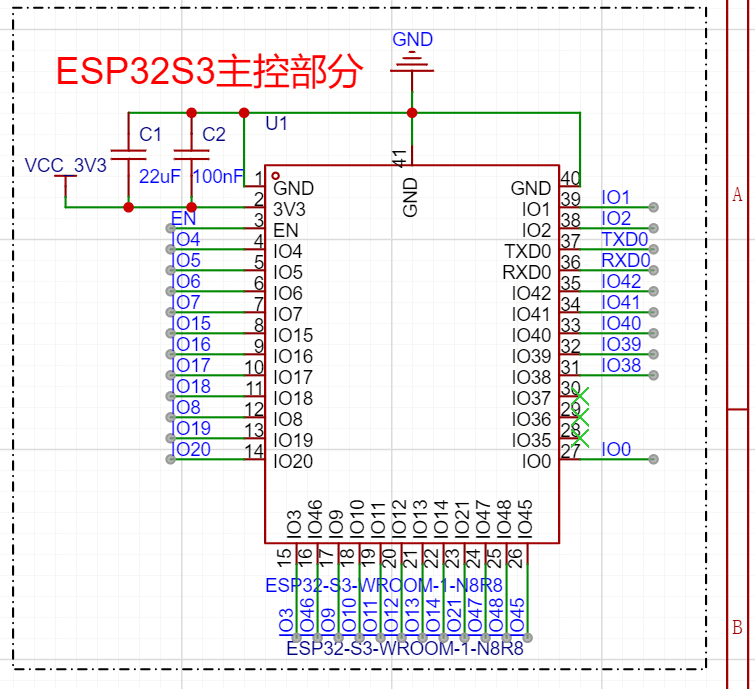 GND
ESP32S3主控部分
C1
C2
U1
VCC_3V3
22uF
100nF
41
GND
1
GND
GND
40
2
3V3
IO1
39
IO1
EN
3
EN
IO2
38
IO2
IO4
4
IO4
TXD0
37
TXD0
IO5
5
IO5
RXD0
36
RXD0
IO6
6
IO6
IO42
35
IO42
IO7
7
IO7
IO41
34
IO41
IO15
8
IO15
IO40
33
IO40
IO16
9
IO16
IO39
32
IO39
IO17
10
IO17
IO38
31
IO38
IO18
11
IO18
IO37
30
IO8
12
IO8
IO36
29
IO19
13
IO19
IO35
28
IO20
14
IO20
IO0
27
IO0
IO3
IO46
IO9
IO10
IO11
IO12
IO13
IO14
IO21
IO47
IO48
IO45
15
16
17
18
19
20
21
22
23
24
25
26
ESP32-S3-WROOM-1-N8R8
IO3
IO46
IO9
IO10
IO11
IO12
IO13
IO14
IO21
IO47
IO48
IO45
ESP32-S3-WROOM-1-N8R8
A
B